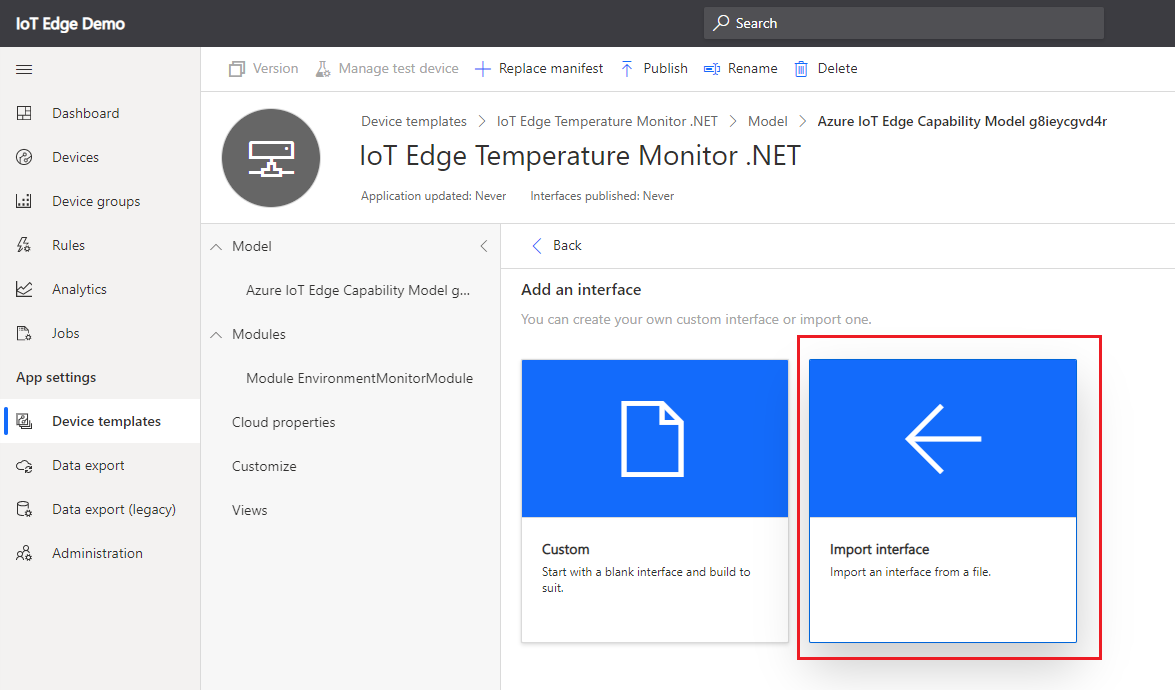 IoT Edge Demo
Search
Version
Manage test device
Replace manifest
Publish
Rename
Delete
Dashboard
Devices
Device groups
Rules
Analytics
Jobs
App settings
Device templates
Data export
Data export (legacy)
Administration
Device templates > IoT Edge Temperature Monitor .NET > Model > Azure IoT Edge Capability Model g8ieycgvd4r
IoT Edge Temperature Monitor .NET
Application updated: Never
Interfaces published: Never
Model
Azure IoT Edge Capability Model g...
Modules
Module EnvironmentMonitorModule
Cloud properties
Customize
Views
Back
Add an interface
You can create your own custom interface or import one.
Custom
Start with a blank interface and build to
suit.
Import interface
Import an interface from a file.